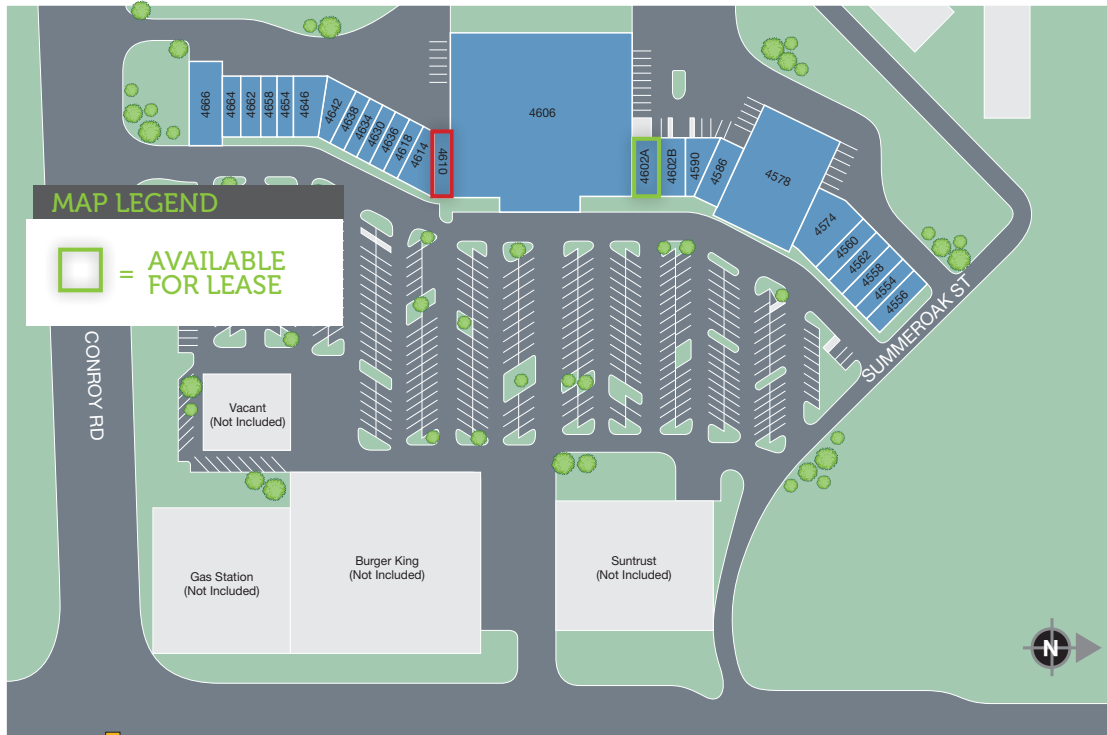 4666
4664
4662
4658
4654
4646
4642
4638
4634
4630
4636
4618
4614
4610
4606
4602A
4602B
4590
4586
4578
4574
4560
4562
4558
4554
4556
MAP LEGEND
= AVAILABLE
FOR LEASE
CONROY RD
SUMMEROAK ST
Vacant
(Not Included)
Gas Station
(Not Included)
Burger King
(Not Included)
Suntrust
(Not Included)
N